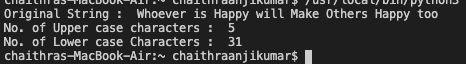 chaithras-MacBook-Air:~ chaithraanjikumar$ /usr/local/bin/python3
Original String :  Whoever is Happy will Make Others Happy too
No. of Upper case characters :  5
No. of Lower case Characters :  31
chaithras-MacBook-Air:~ chaithraanjikumar$